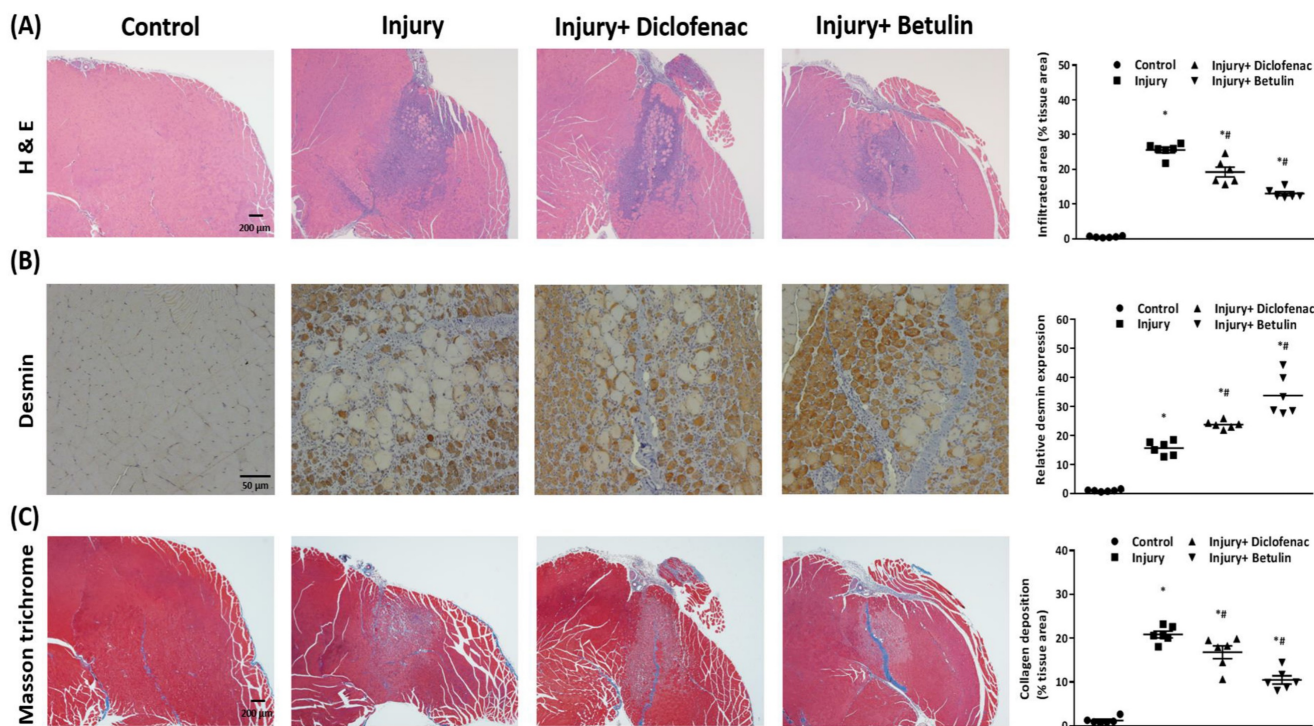 (A)
Control
Injury
Injury+ Diclofenac
Injury+ Betulin
H & E
200 µm
Infiltrated area (% tissue area)
50
40
30
20
10
0
Control
Injury
Injury+ Diclofenac
Injury+ Betulin
*
*#
*#
(B)
Desmin
50 µm
Relative desmin expression
60
50
40
30
20
10
0
Control
Injury
Injury+ Diclofenac
Injury+ Betulin
*
*#
*#
(C)
Masson trichrome
200 µm
Collagen deposition
(% tissue area)
40
30
20
10
0
Control
Injury
Injury+ Diclofenac
Injury+ Betulin
*
*#
*#